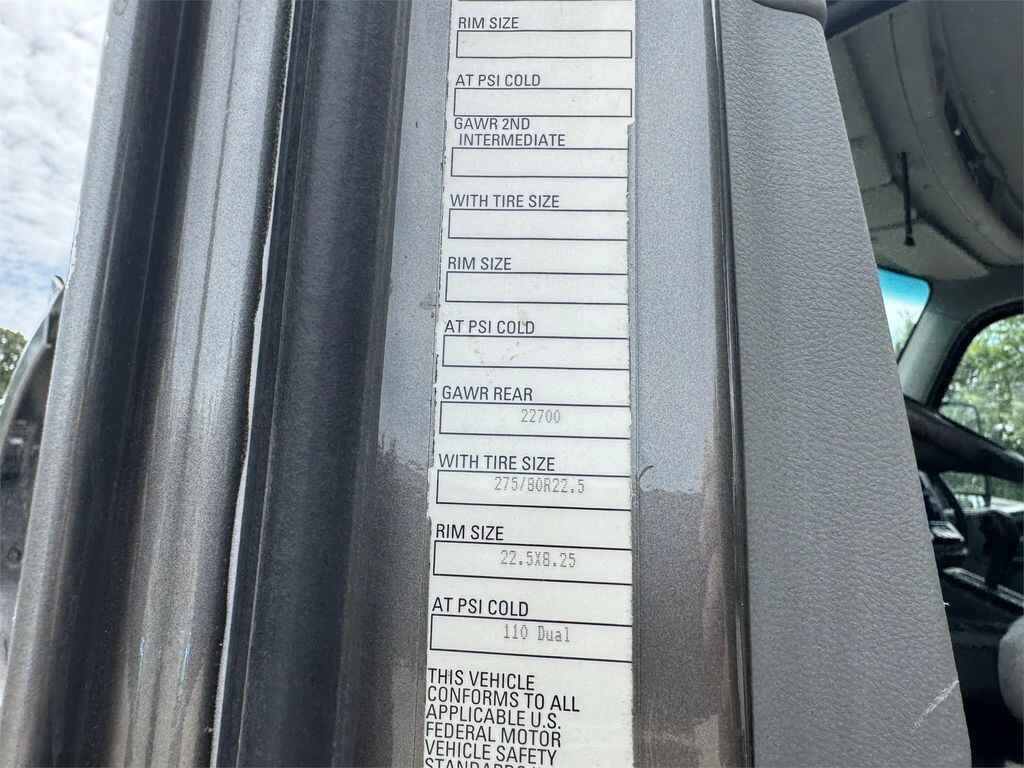 RIM SIZE
AT PSI COLD
GAWR 2ND
INTERMEDIATE
WITH TIRE SIZE
RIM SIZE
AT PSI COLD
GAWR REAR
22700
WITH TIRE SIZE
275/80R22.5
RIM SIZE
22.5X8.25
AT PSI COLD
110 Dual
THIS VEHICLE
CONFORMS TO ALL
APPLICABLE U.S.
FEDERAL MOTOR
VEHICLE SAFETY
STANDARDS